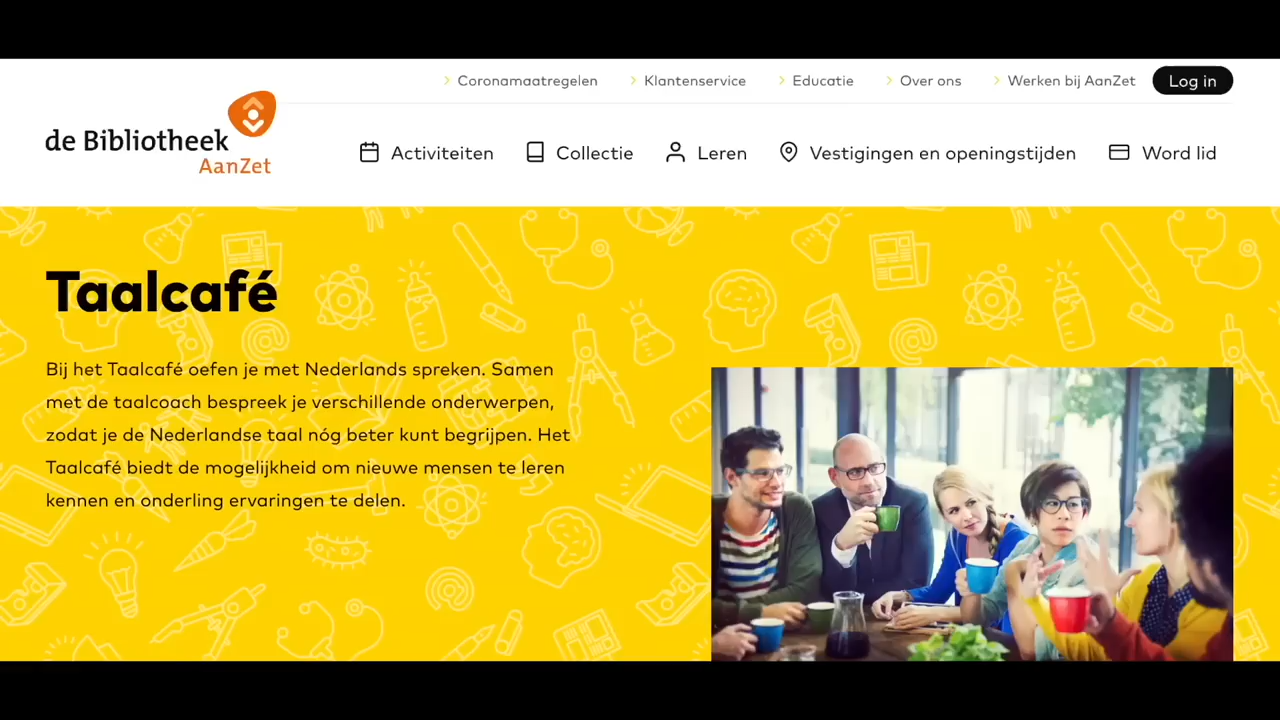 Coronamaatregelen Klantenservice Educatie Over ons Werken bij AanZet Log in
de Bibliotheek
AanZet
Activiteiten Collectie Leren Vestigingen en openingstijden Word lid
Taalcafé
Bij het Taalcafé oefen je met Nederlands spreken. Samen
met de taalcoach bespreek je verschillende onderwerpen,
zodat je de Nederlandse taal nóg beter kunt begrijpen. Het
Taalcafé biedt de mogelijkheid om nieuwe mensen te leren
kennen en onderling ervaringen te delen.